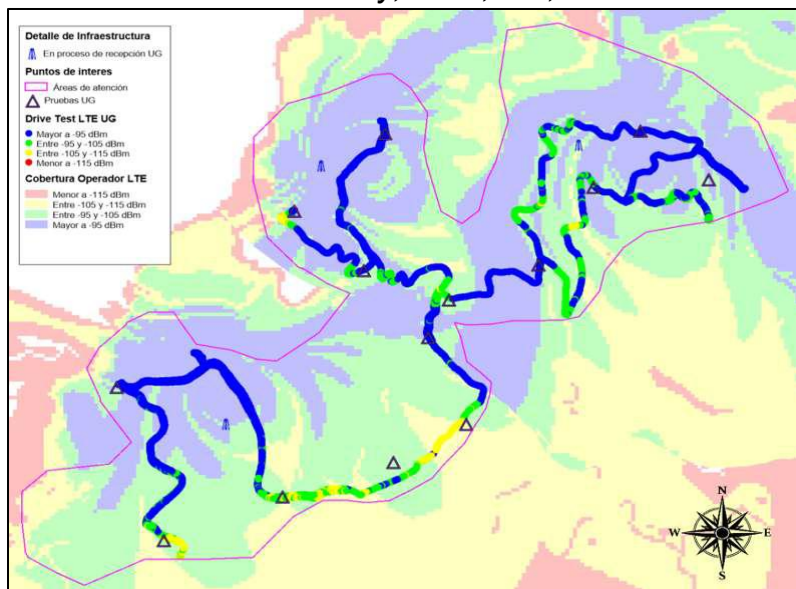 Detalle de Infraestructura
En proceso de recepción UG
Puntos de interes
Áreas de atención
Pruebas UG
Drive Test LTE UG
Mayor a -95 dBm
Entre -95 y -105 dBm
Entre -105 y -115 dBm
Menor a -115 dBm
Cobertura Operador LTE
Menor a -115 dBm
Entre -105 y -115 dBm
Entre -95 y -105 dBm
Mayor a -95 dBm
N
W E
S